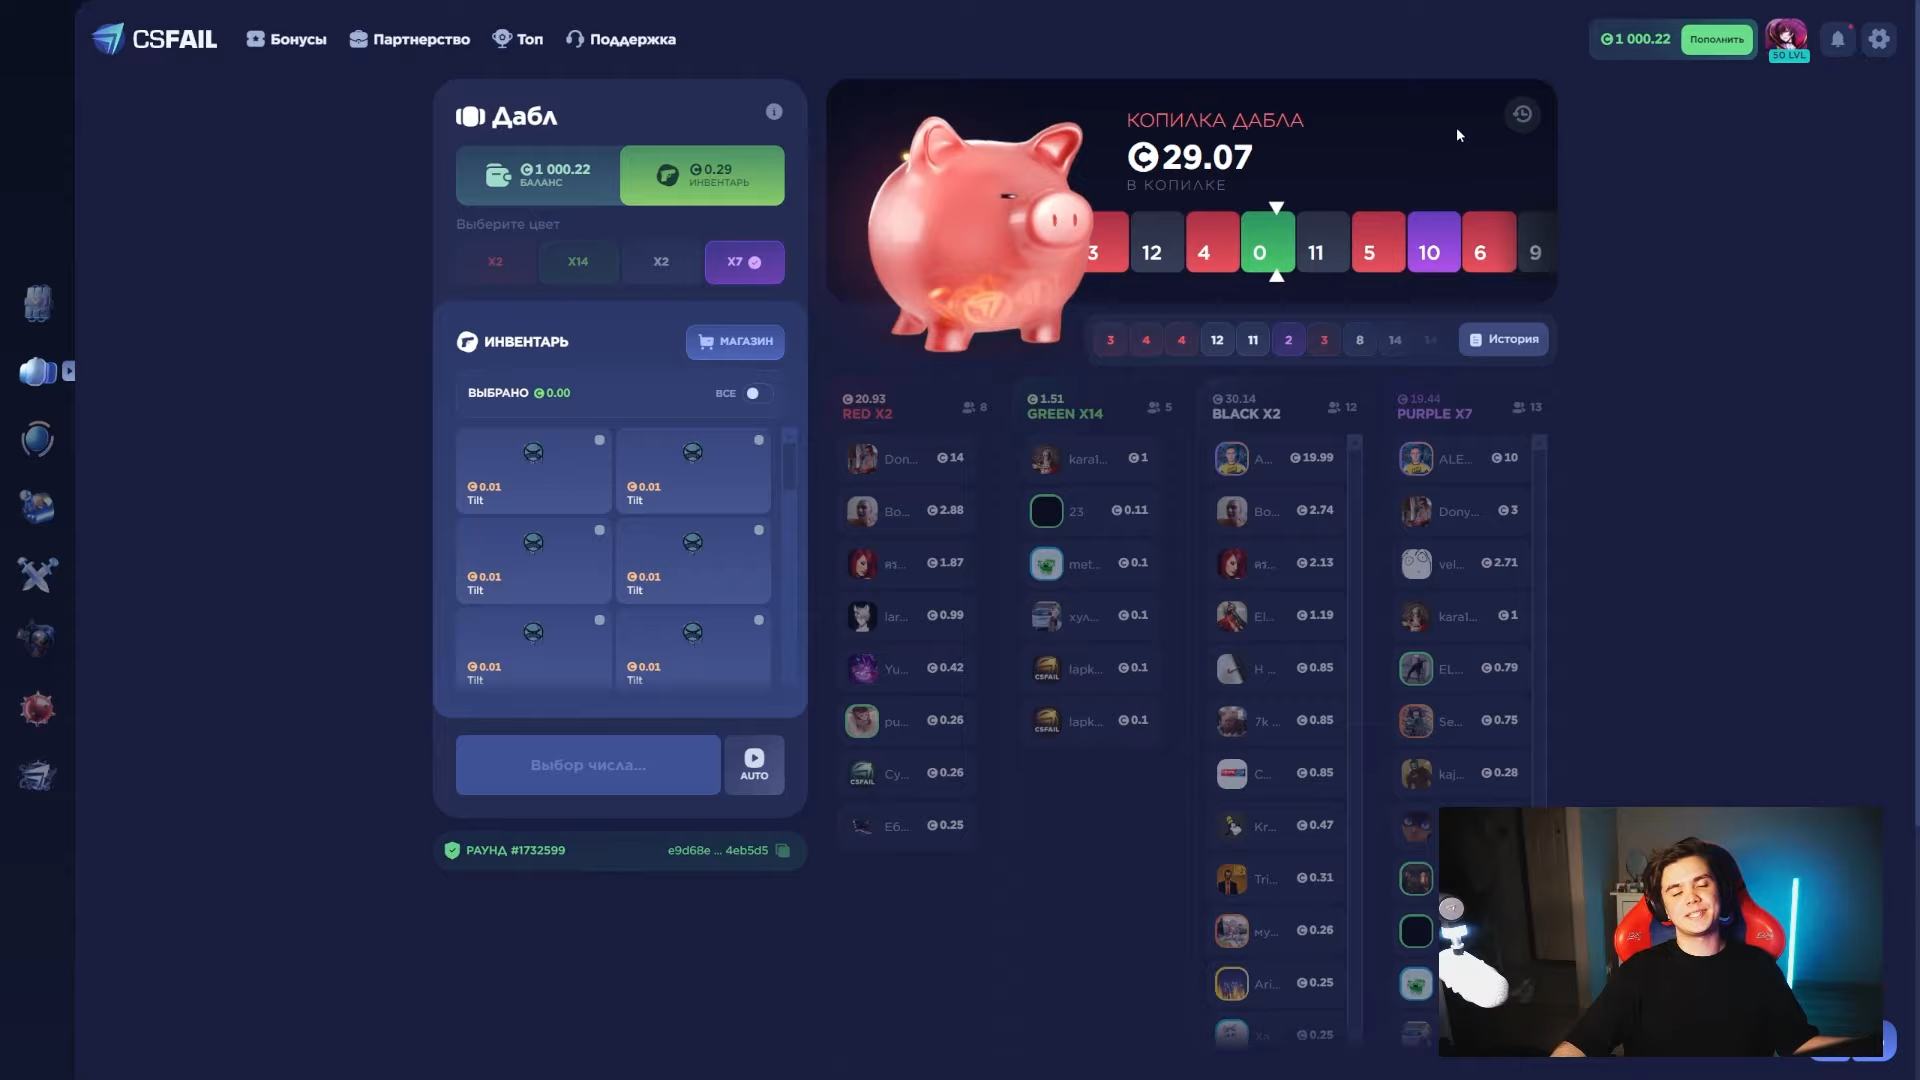 CSFAIL
Бонусы
Партнерство
Топ
Поддержка
1 000.22
Пополнить
50 LVL
Дабл
1 000.22
БАЛАНС
0.29
ИНВЕНТАРЬ
Выберите цвет
X2
X14
X2
X7
ИНВЕНТАРЬ
МАГАЗИН
ВЫБРАНО 0.00
ВСЕ
0.01
Tilt
0.01
Tilt
0.01
Tilt
0.01
Tilt
0.01
Tilt
0.01
Tilt
Выбор числа...
AUTO
РАУНД #1732599
e9d68e ... 4eb5d5
КОПИЛКА ДАБЛА
29.07
В КОПИЛКЕ
3 12 4 0 11 5 10 6 9
3 4 4 12 11 2 3 8 14 14
История
20.93
RED X2
8
Don... 14
Bo... 2.88
1.87
lar... 0.99
Yu... 0.42
pu... 0.26
Cy... 0.26
Еб... 0.25
1.51
GREEN X14
5
kara1... 1
23 0.11
met... 0.1
хул... 0.1
lapk... 0.1
lapk... 0.1
30.14
BLACK X2
12
A... 19.99
Bo... 2.74
2.13
El... 1.19
H ... 0.85
7k ... 0.85
C... 0.85
Kr... 0.47
Tri... 0.31
му... 0.26
Ari... 0.25
Xa... 0.25
19.44
PURPLE X7
13
ALE... 10
Dony... 3
vel... 2.71
kara1... 1
EL... 0.79
Se... 0.75
kaj... 0.28